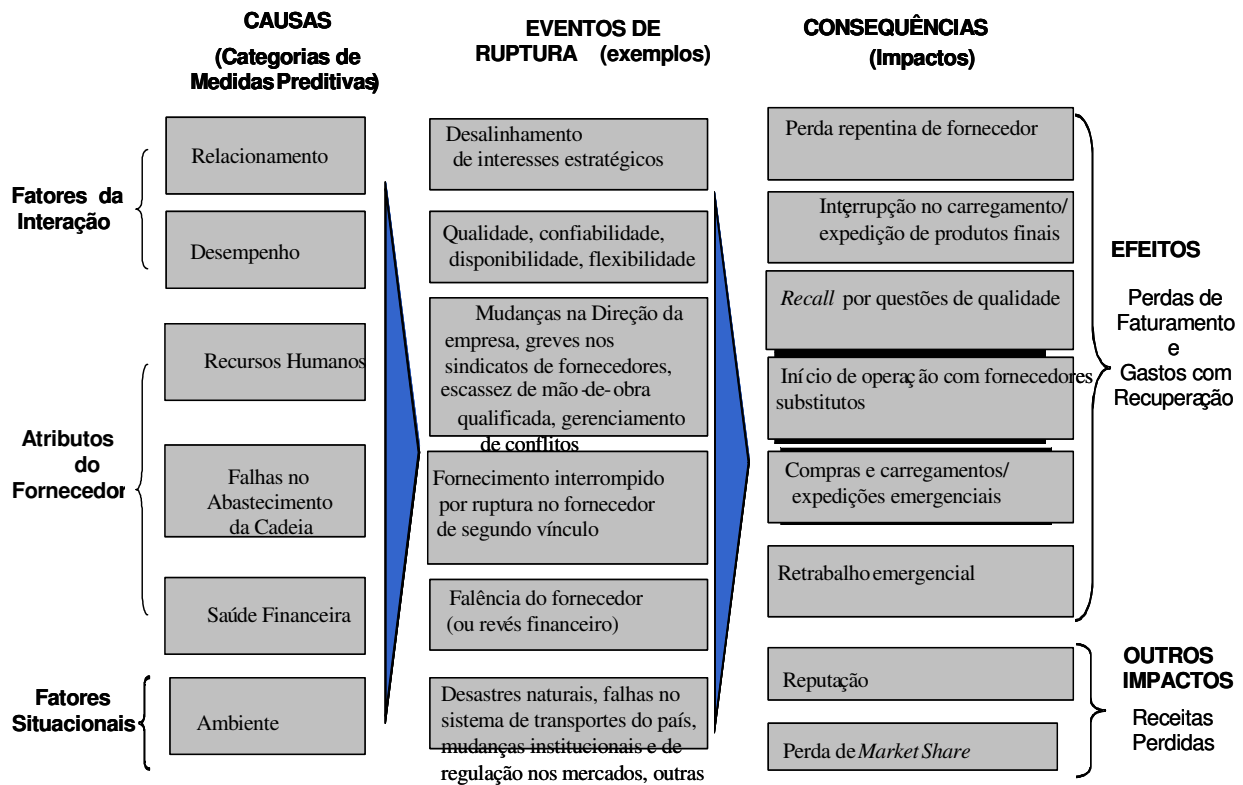 CAUSAS
(Categorias de
Medidas Preditivas)
EVENTOS DE
RUPTURA (exemplos)
CONSEQUÊNCIAS
(Impactos)
Fatores da
Interação
Relacionamento
Desempenho
Atributos
do
Fornecedor
Recursos Humanos
Falhas no
Abastecimento
da Cadeia
Saúde Financeira
Fatores
Situacionais
Ambiente
Desalinhamento
de interesses estratégicos
Qualidade, confiabilidade,
disponibilidade, flexibilidade
Mudanças na Direção da
empresa, greves nos
sindicatos de fornecedores,
escassez de mão-de-obra
qualificada, gerenciamento
de conflitos
Fornecimento interrompido
por ruptura no fornecedor
de segundo vínculo
Falência do fornecedor
(ou revés financeiro)
Desastres naturais, falhas no
sistema de transportes do país,
mudanças institucionais e de
regulação nos mercados, outras
Perda repentina de fornecedor
Interrupção no carregamento/
expedição de produtos finais
Recall por questões de qualidade
Início de operação com fornecedores
substitutos
Compras e carregamentos/
expedições emergenciais
Retrabalho emergencial
Reputação
Perda de Market Share
EFEITOS
Perdas de
Faturamento
e
Gastos com
Recuperação
OUTROS
IMPACTOS
Receitas
Perdidas